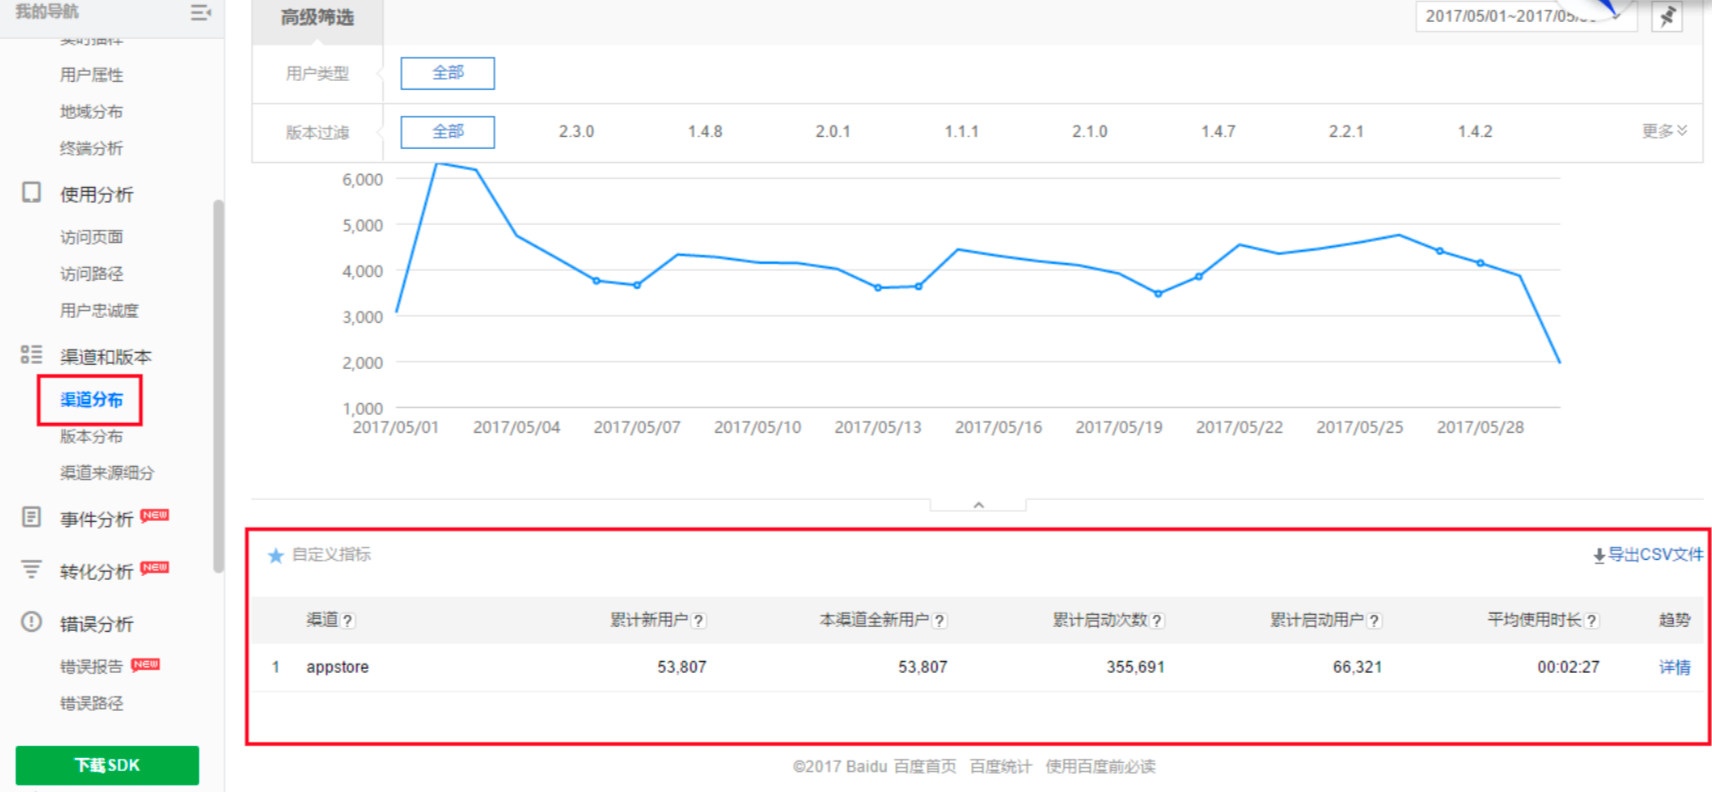 我的导航
实时抽样
用户属性
地域分布
终端分析
使用分析
访问页面
访问路径
用户忠诚度
渠道和版本
渠道分布
版本分布
渠道来源细分
事件分析 NEW
转化分析 NEW
错误分析
错误报告 NEW
错误路径
下载SDK
高级筛选
2017/05/01~2017/05/
用户类型 全部
版本过滤 全部 2.3.0 1.4.8 2.0.1 1.1.1 2.1.0 1.4.7 2.2.1 1.4.2 更多
6,000
5,000
4,000
3,000
2,000
1,000
2017/05/01 2017/05/04 2017/05/07 2017/05/10 2017/05/13 2017/05/16 2017/05/19 2017/05/22 2017/05/25 2017/05/28
自定义指标 导出CSV文件
渠道? 累计新用户? 本渠道全新用户? 累计启动次数? 累计启动用户? 平均使用时长? 趋势
1 appstore 53,807 53,807 355,691 66,321 00:02:27 详情
©2017 Baidu 百度首页 百度统计 使用百度前必读